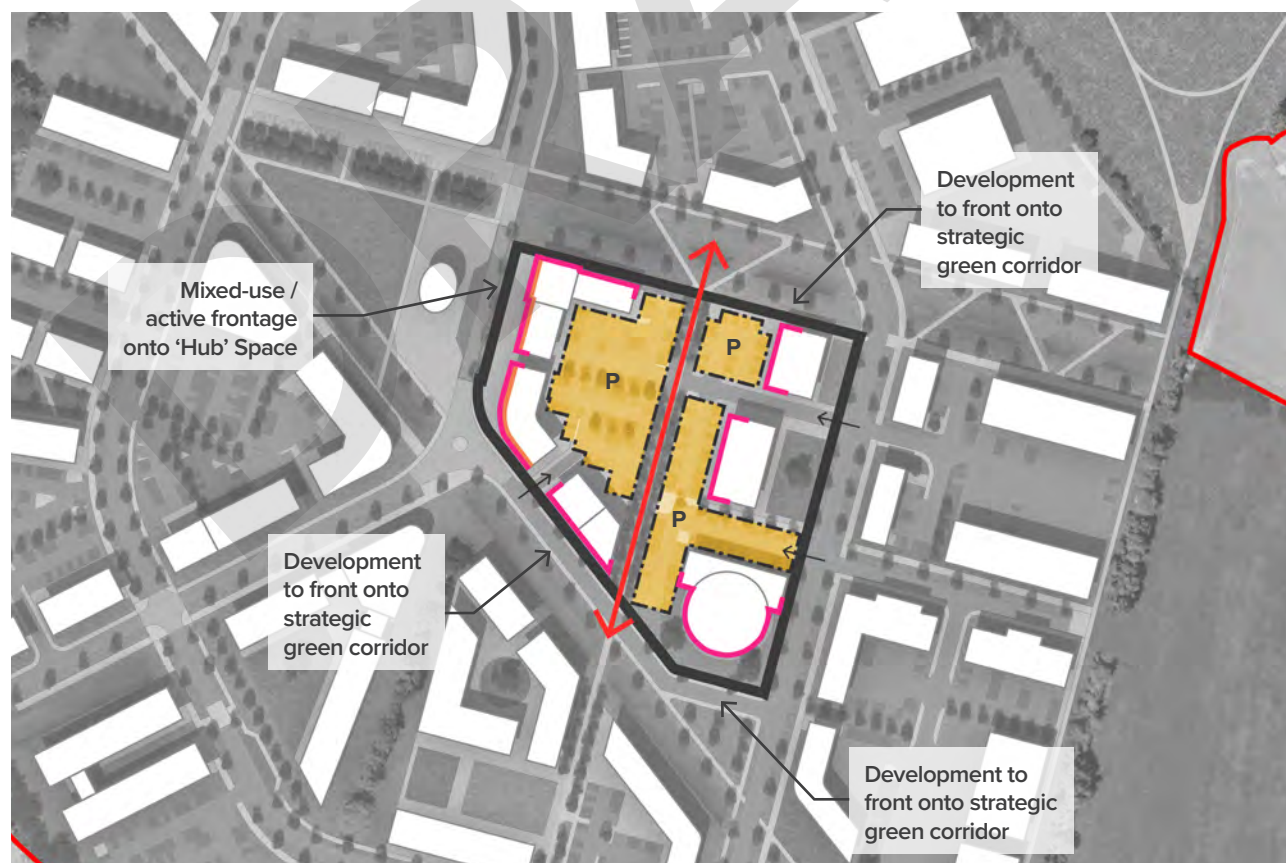 Development
to front onto
strategic
green corridor
Mixed-use /
active frontage
onto ‘Hub’ Space
P
P
P
Development
to front onto
strategic
green corridor
Development to
front onto strategic
green corridor